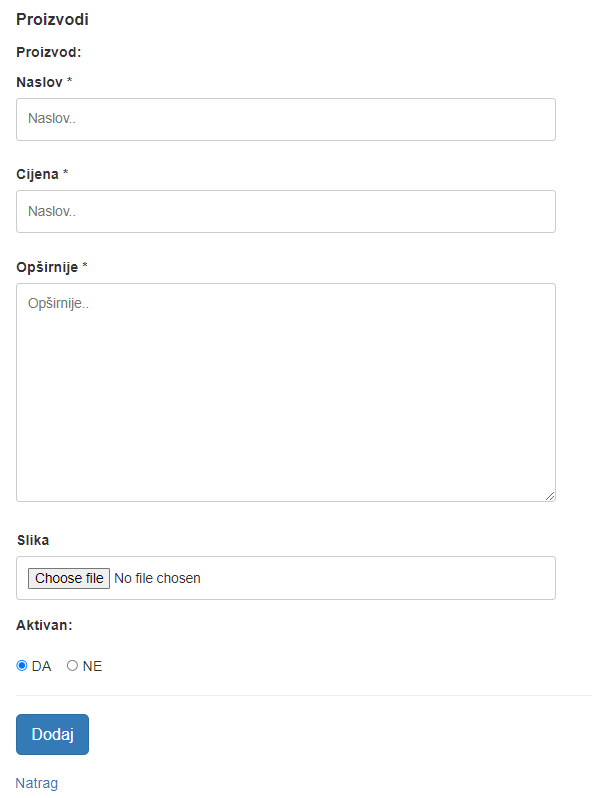 Proizvodi
Proizvod:
Naslov *
Naslov..
Cijena *
Naslov..
Opširnije *
Opširnije..
Slika
Choose file No file chosen
Aktivan:
DA NE
Dodaj
Natrag